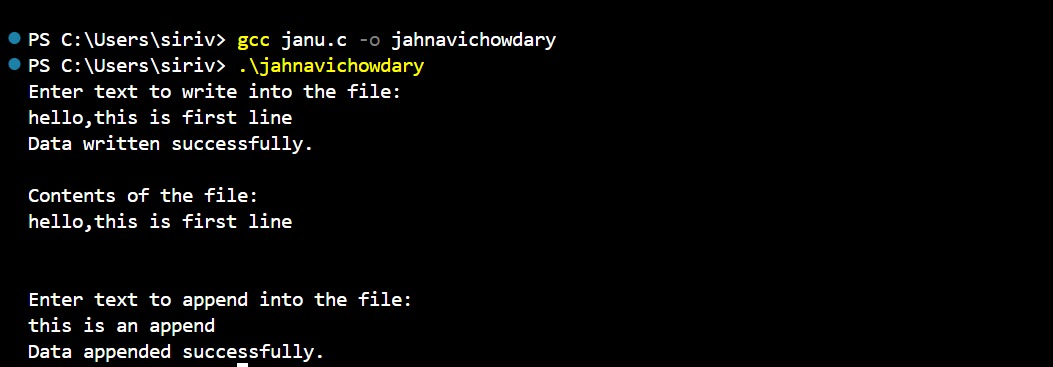 PS C:\Users\siriv> gcc janu.c -o jahnavichowdary
PS C:\Users\siriv> .\jahnavichowdary
Enter text to write into the file:
hello,this is first line
Data written successfully.
Contents of the file:
hello,this is first line
Enter text to append into the file:
this is an append
Data appended successfully.